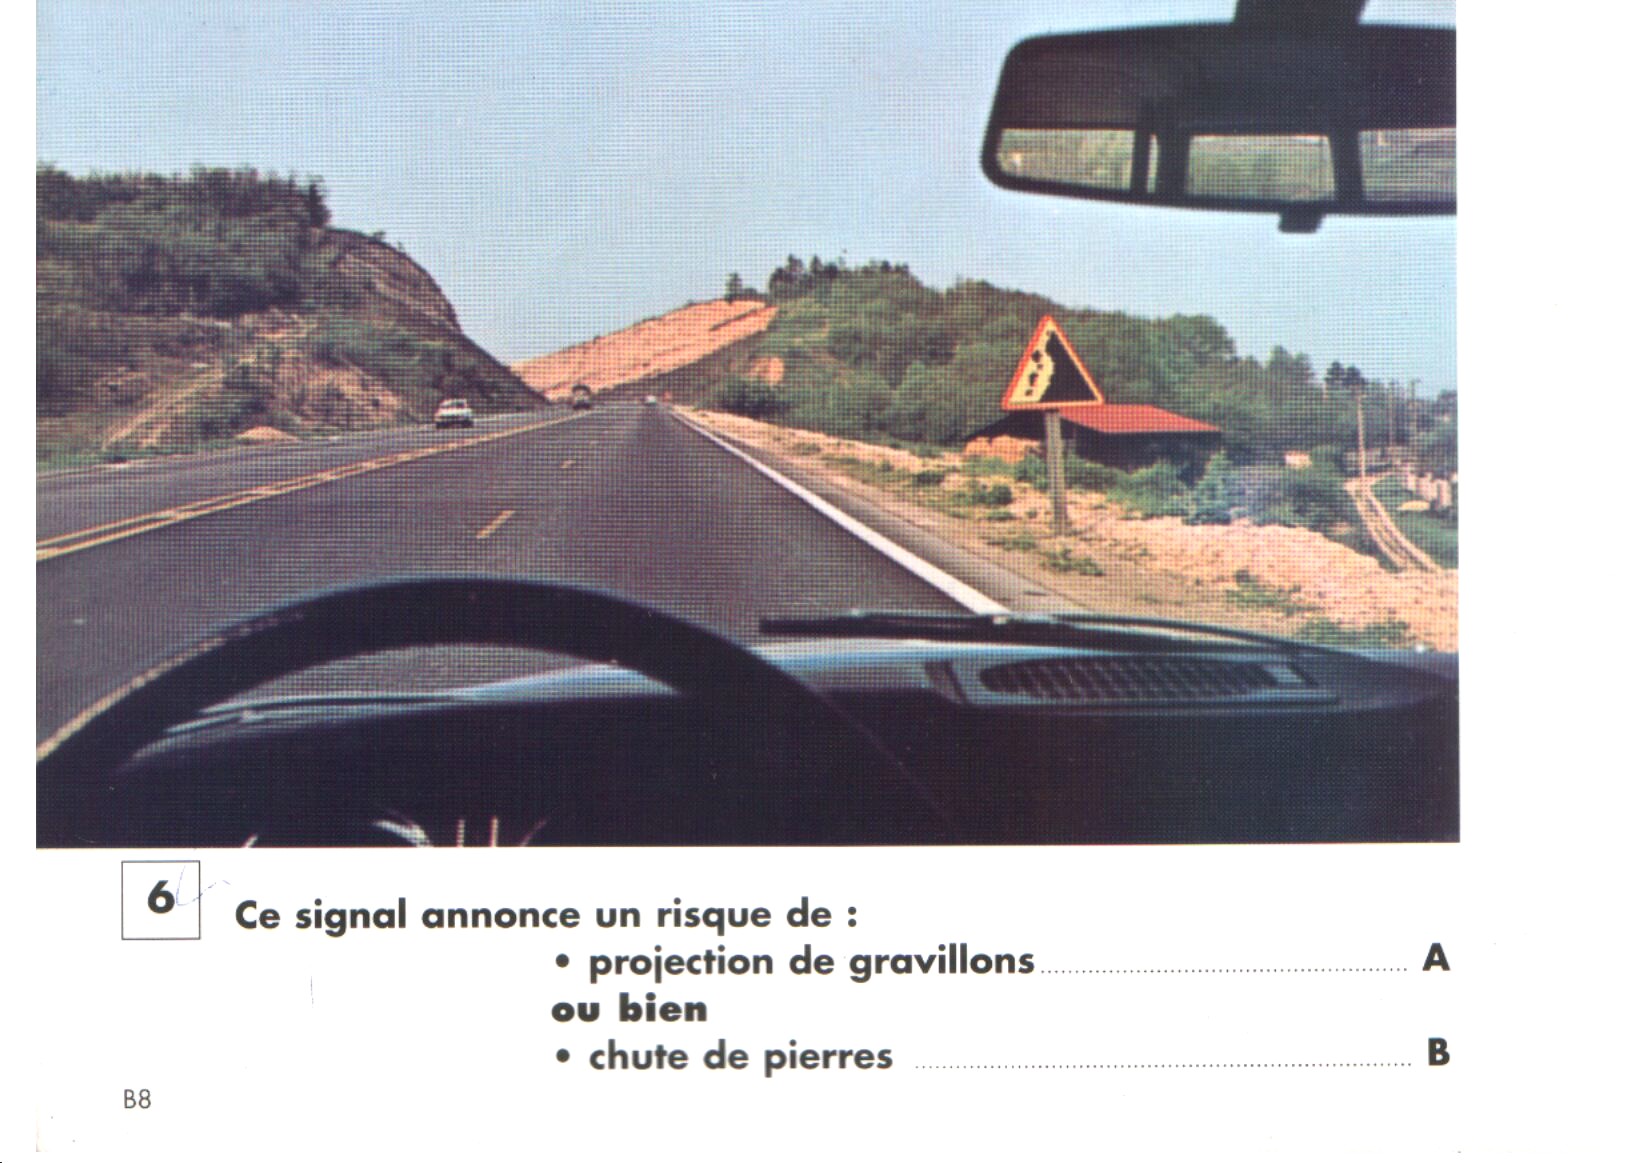 6 Ce signal annonce un risque de :
• projection de gravillons A
ou bien
• chute de pierres B
B8